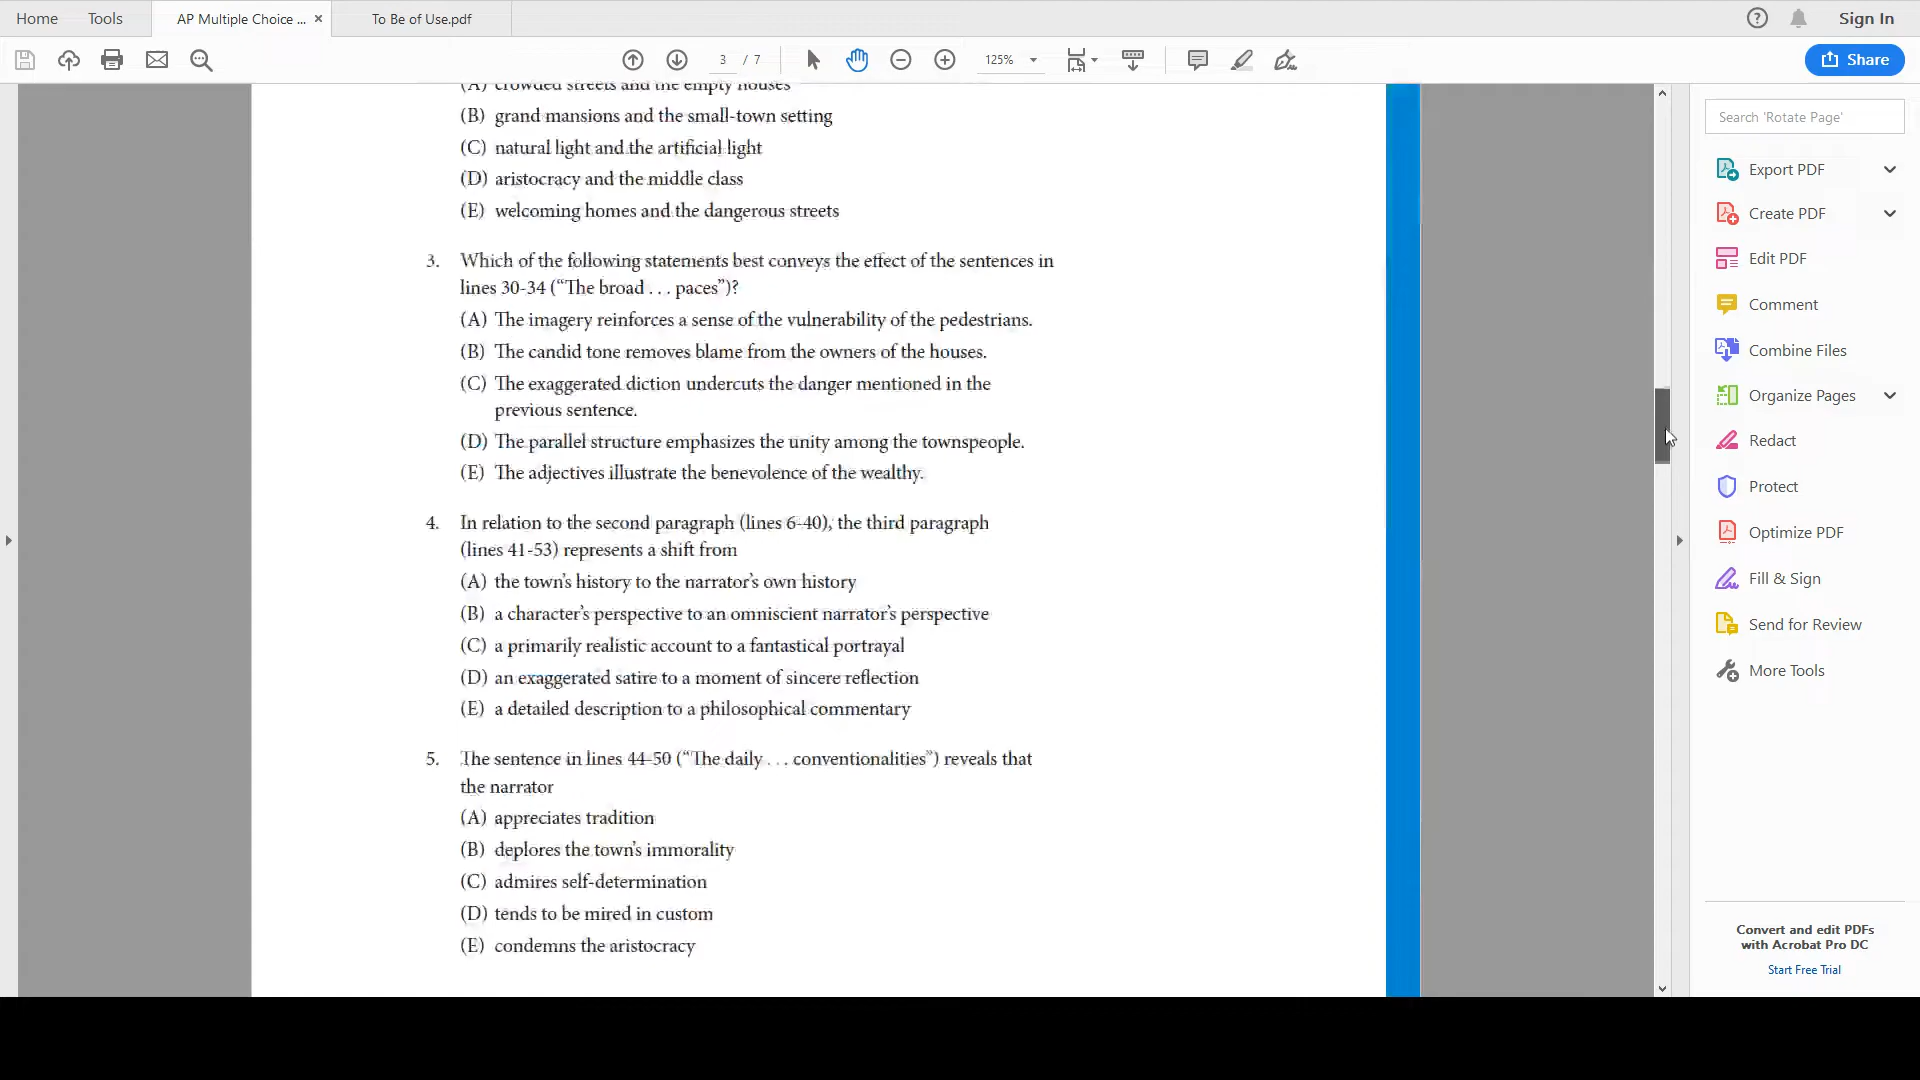 Home
Tools
AP Multiple Choice ... ×
To Be of Use.pdf
Sign In
3 / 7
125%
Share
(A) crowded streets and the empty houses
(B) grand mansions and the small-town setting
(C) natural light and the artificial light
(D) aristocracy and the middle class
(E) welcoming homes and the dangerous streets
3. Which of the following statements best conveys the effect of the sentences in
lines 30-34 (“The broad . . . paces”)?
(A) The imagery reinforces a sense of the vulnerability of the pedestrians.
(B) The candid tone removes blame from the owners of the houses.
(C) The exaggerated diction undercuts the danger mentioned in the
previous sentence.
(D) The parallel structure emphasizes the unity among the townspeople.
(E) The adjectives illustrate the benevolence of the wealthy.
4. In relation to the second paragraph (lines 6-40), the third paragraph
(lines 41-53) represents a shift from
(A) the town’s history to the narrator’s own history
(B) a character’s perspective to an omniscient narrator’s perspective
(C) a primarily realistic account to a fantastical portrayal
(D) an exaggerated satire to a moment of sincere reflection
(E) a detailed description to a philosophical commentary
5. The sentence in lines 44-50 (“The daily . . . conventionalities”) reveals that
the narrator
(A) appreciates tradition
(B) deplores the town’s immorality
(C) admires self-determination
(D) tends to be mired in custom
(E) condemns the aristocracy
Search 'Rotate Page'
Export PDF
Create PDF
Edit PDF
Comment
Combine Files
Organize Pages
Redact
Protect
Optimize PDF
Fill & Sign
Send for Review
More Tools
Convert and edit PDFs
with Acrobat Pro DC
Start Free Trial